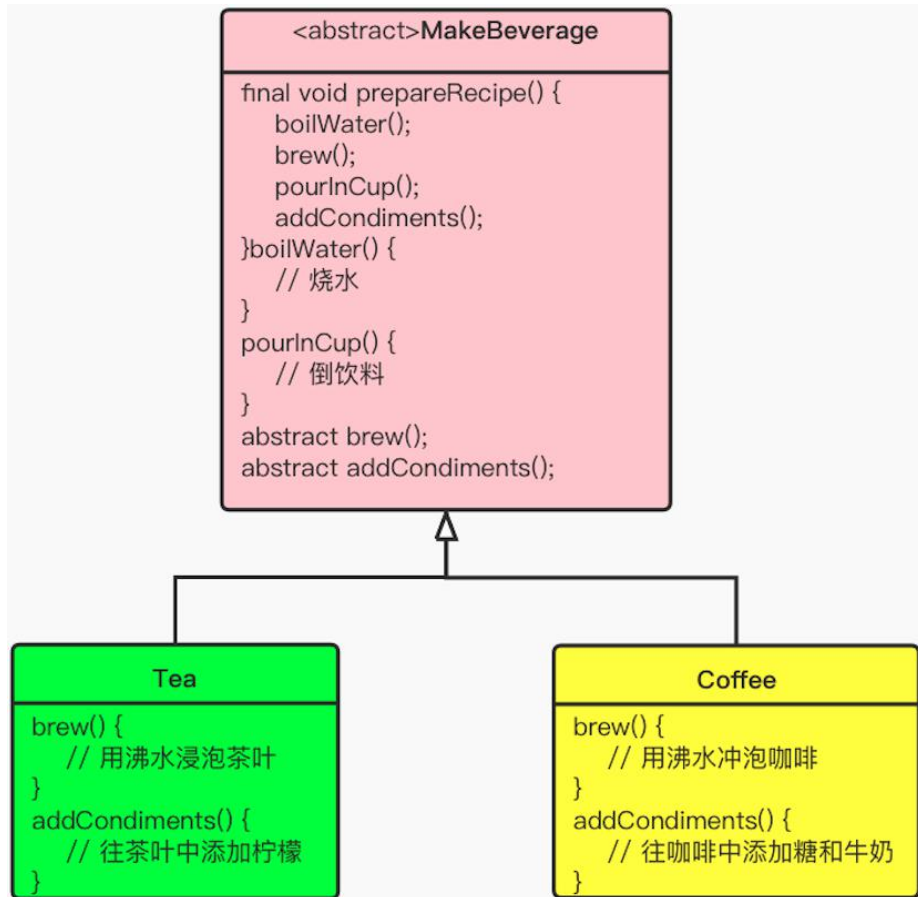 <abstract>MakeBeverage
final void prepareRecipe() {
boilWater();
brew();
pourInCup();
addCondiments();
}boilWater() {
// 烧水
}
pourInCup() {
// 倒饮料
}
abstract brew();
abstract addCondiments();
Tea
brew() {
// 用沸水浸泡茶叶
}
addCondiments() {
// 往茶叶中添加柠檬
}
Coffee
brew() {
// 用沸水冲泡咖啡
}
addCondiments() {
// 往咖啡中添加糖和牛奶
}